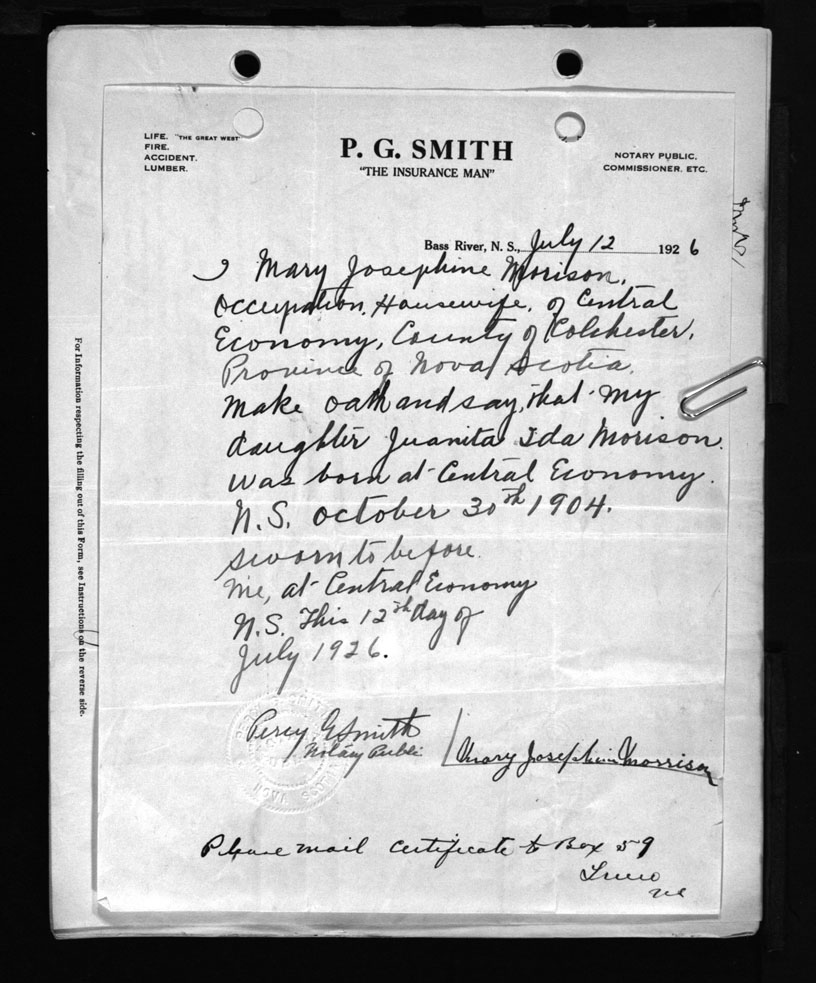 LIFE. "THE GREAT WEST"
FIRE.
ACCIDENT.
LUMBER.
P. G. SMITH
"THE INSURANCE MAN"
NOTARY PUBLIC.
COMMISSIONER. ETC.
Bass River, N. S., July 12 1926
I Mary Josephine Morison,
Occupation, Housewife, of Central
Economy, County of Colchester,
Province of Nova Scotia,
make oath and say, that my
daughter Juanita Ida Morison
was born at Central Economy.
N.S. October 30th 1904.
Sworn to before
me, at Central Economy
N.S. This 12th day of
July 1926.
Percy G Smith
Notary Public
Mary Josephine Morrison
Please mail Certificate to Box 59
Truro
NS
For Information respecting the filling out of this Form, see Instructions on the reverse side.